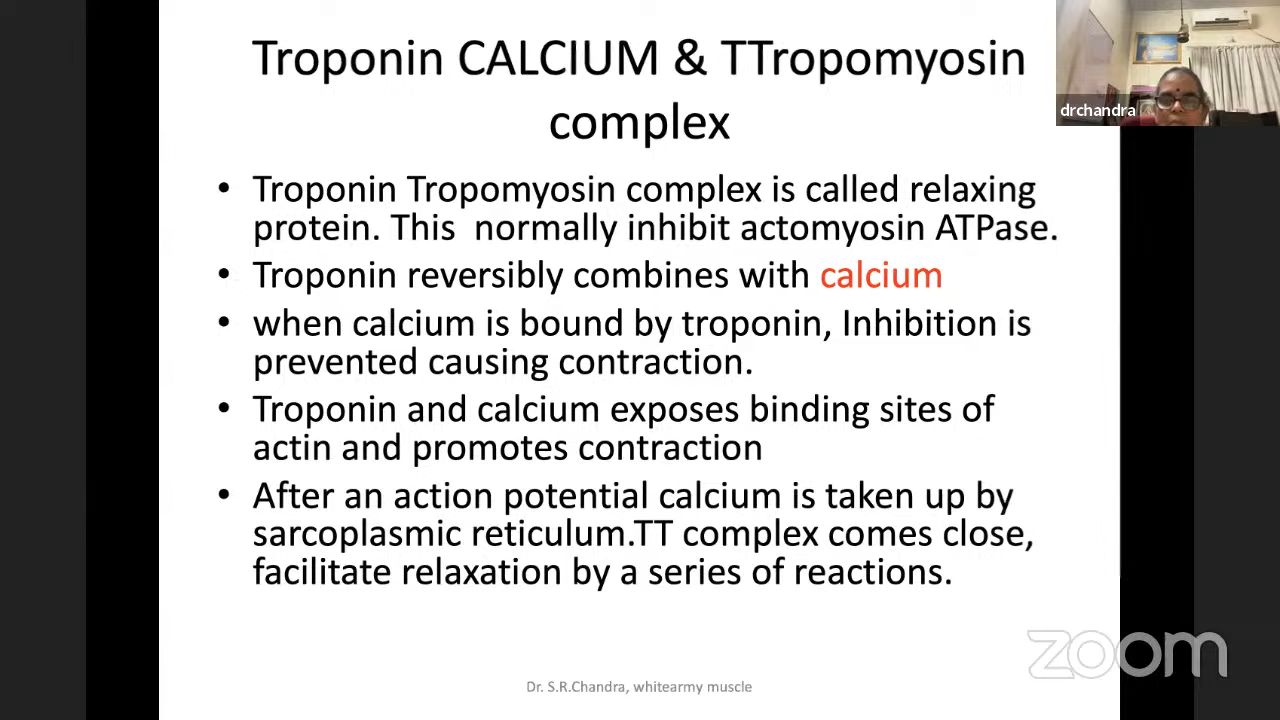 Troponin CALCIUM & TTropomyosin
complex
drchandra
• Troponin Tropomyosin complex is called relaxing
protein. This  normally inhibit actomyosin ATPase.
• Troponin reversibly combines with calcium
• when calcium is bound by troponin, Inhibition is
prevented causing contraction.
• Troponin and calcium exposes binding sites of
actin and promotes contraction
• After an action potential calcium is taken up by
sarcoplasmic reticulum.TT complex comes close,
facilitate relaxation by a series of reactions.
zoom
Dr. S.R.Chandra, whitearmy muscle